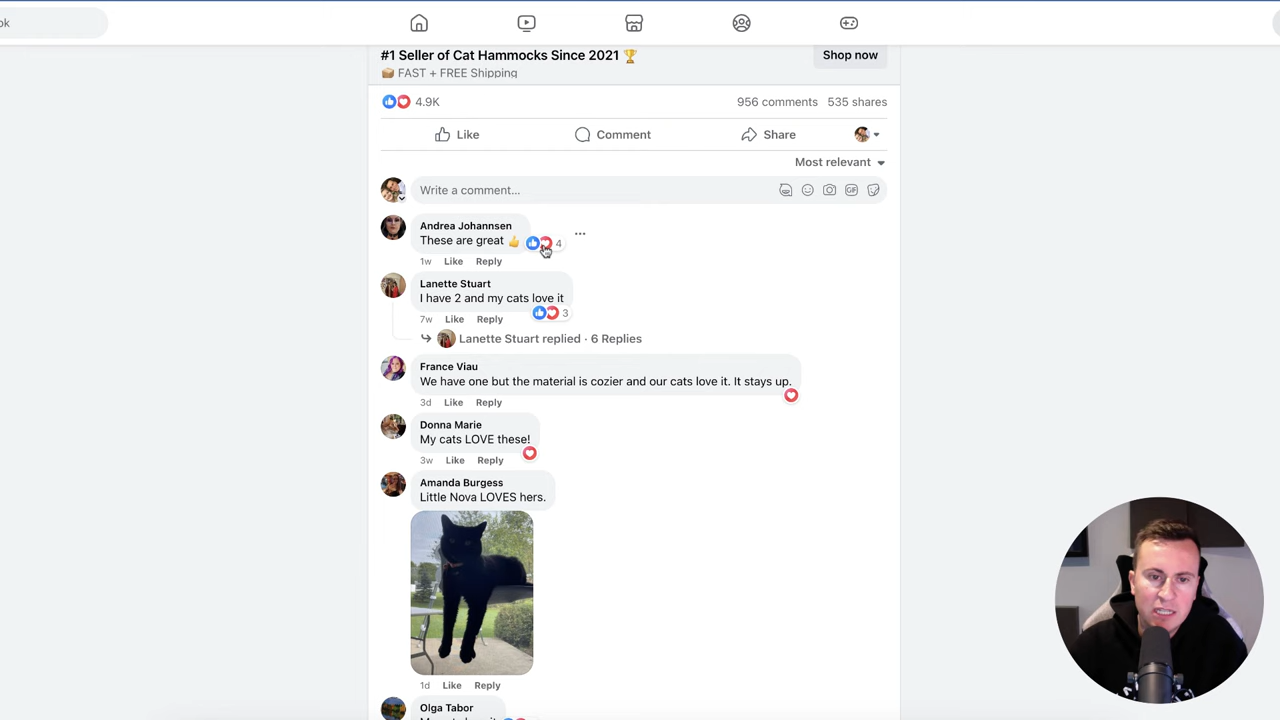 ok
#1 Seller of Cat Hammocks Since 2021 🏆
📦 FAST + FREE Shipping
Shop now
4.9K
956 comments 535 shares
Like Comment Share
Most relevant
Write a comment...
GIF
Andrea Johannsen
These are great 👍
4
1w Like Reply
Lanette Stuart
I have 2 and my cats love it
3
7w Like Reply
Lanette Stuart replied · 6 Replies
France Viau
We have one but the material is cozier and our cats love it. It stays up.
3d Like Reply
Donna Marie
My cats LOVE these!
3w Like Reply
Amanda Burgess
Little Nova LOVES hers.
1d Like Reply
Olga Tabor